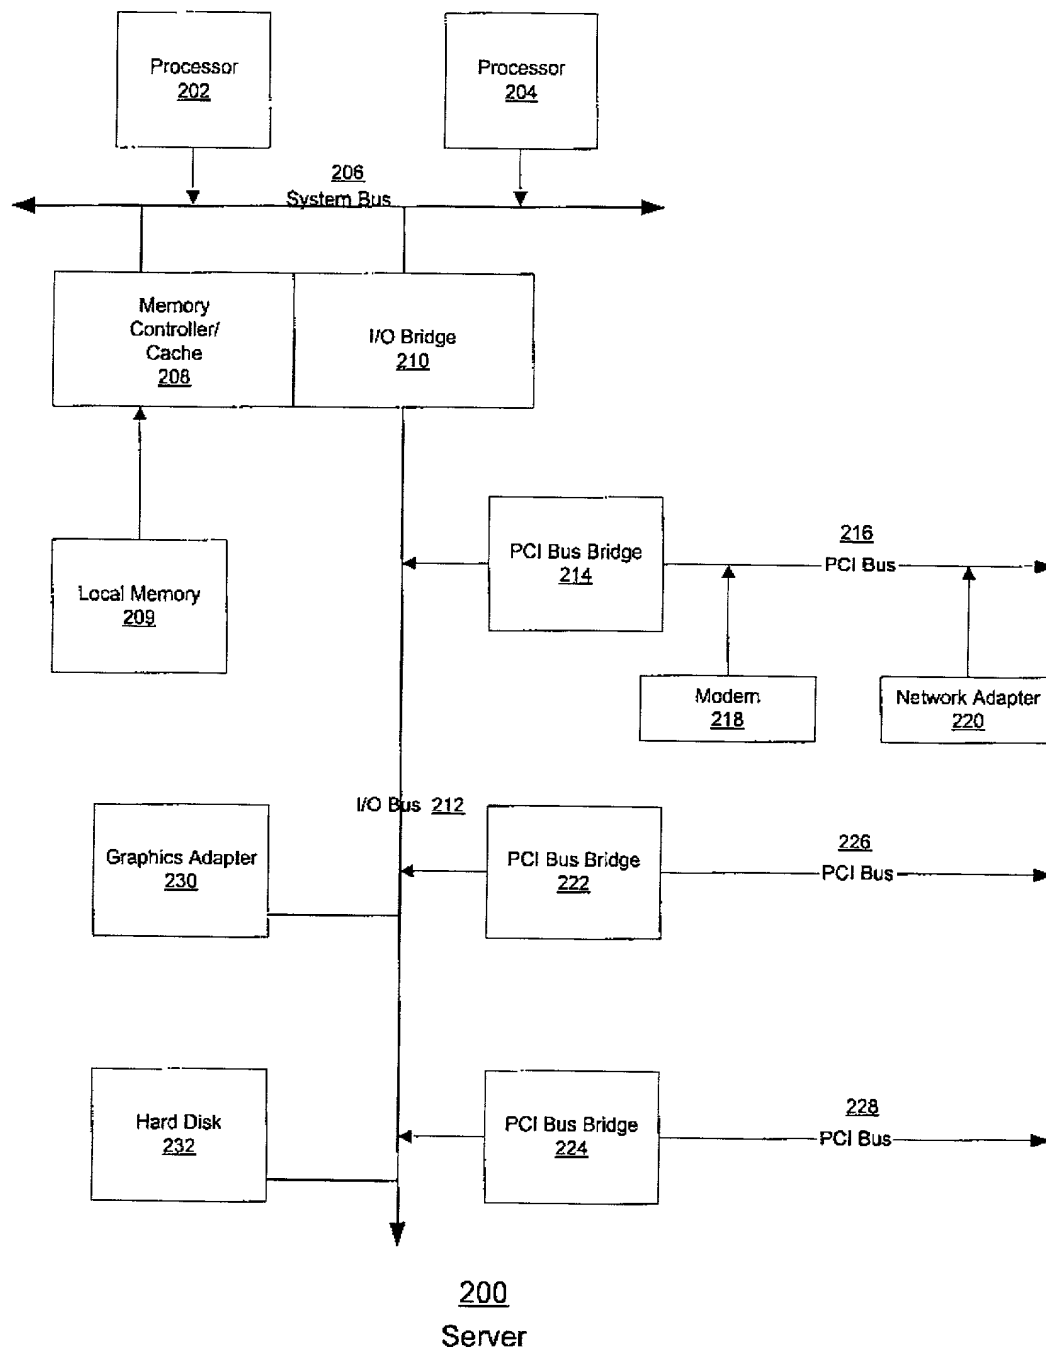 Processor
202
Processor
204
206
System Bus
Memory
Controller/
Cache
208
I/O Bridge
210
PCI Bus Bridge
214
216
PCI Bus
Local Memory
209
Modem
218
Network Adapter
220
I/O Bus 212
Graphics Adapter
230
PCI Bus Bridge
222
226
PCI Bus
Hard Disk
232
PCI Bus Bridge
224
228
PCI Bus
200
Server